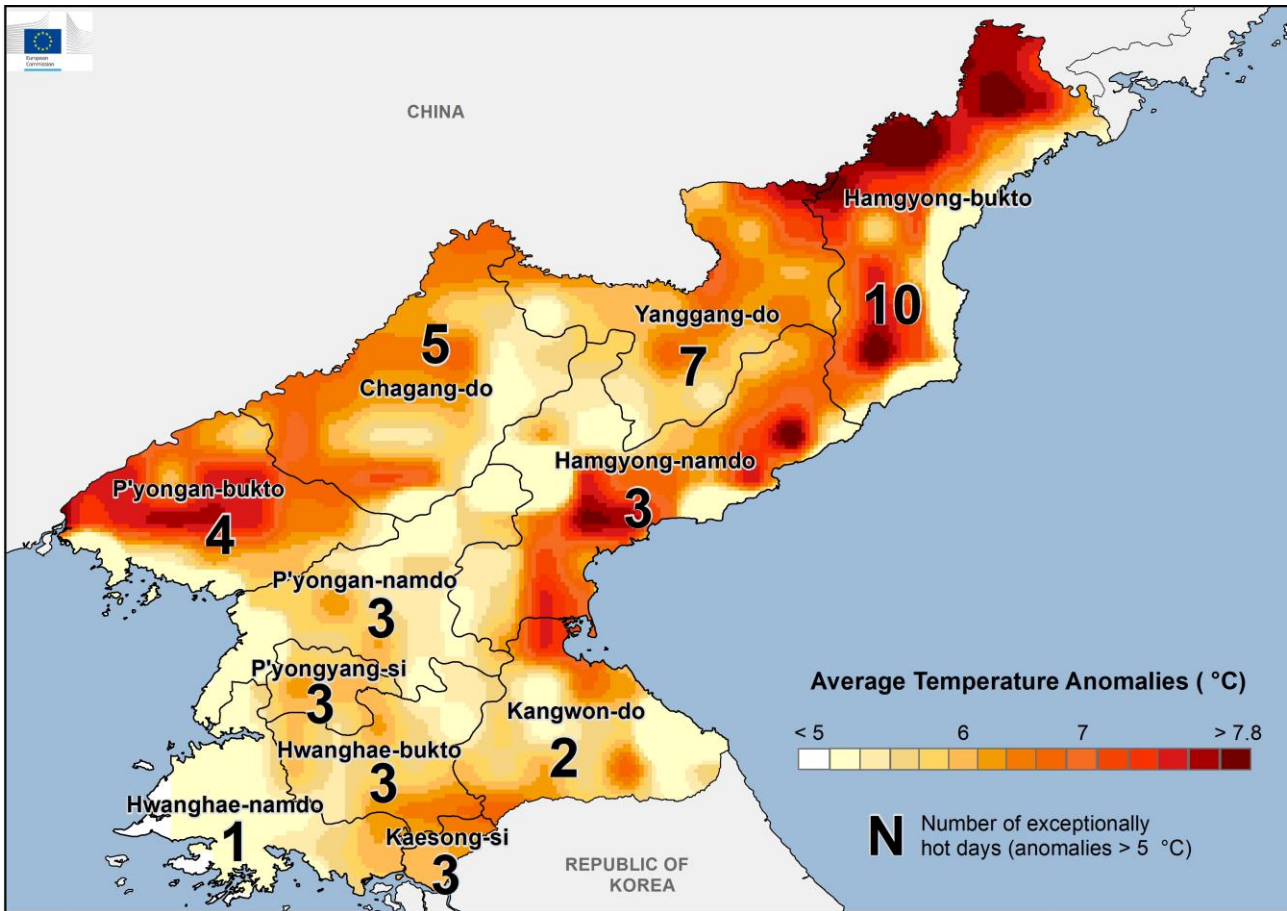 European
Commission
CHINA
Hamgyong-bukto
10
Yanggang-do
7
5
Chagang-do
Hamgyong-namdo
3
P'yongan-bukto
4
P'yongan-namdo
3
P'yongyang-si
3
Kangwon-do
2
Hwanghae-bukto
3
Hwanghae-namdo
1
Kaesong-si
3
REPUBLIC OF
KOREA
Average Temperature Anomalies ( °C)
< 5 6 7 > 7.8
N Number of exceptionally
hot days (anomalies > 5 °C)